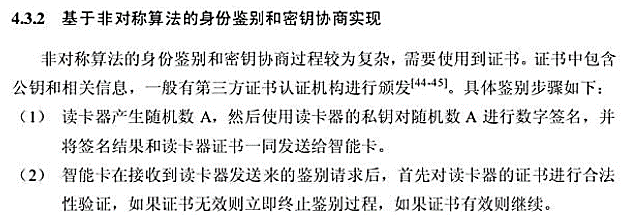 4.3.2 基于非对称算法的身份鉴别和密钥协商实现
非对称算法的身份鉴别和密钥协商过程较为复杂，需要使用到证书。证书中包含
公钥和相关信息，一般有第三方证书认证机构进行颁发[44-45]。具体鉴别步骤如下：
（1） 读卡器产生随机数 A，然后使用读卡器的私钥对随机数 A 进行数字签名，并
将签名结果和读卡器证书一同发送给智能卡。
（2） 智能卡在接收到读卡器发送来的鉴别请求后，首先对读卡器的证书进行合法
性验证，如果证书无效则立即终止鉴别过程，如果证书有效则继续。